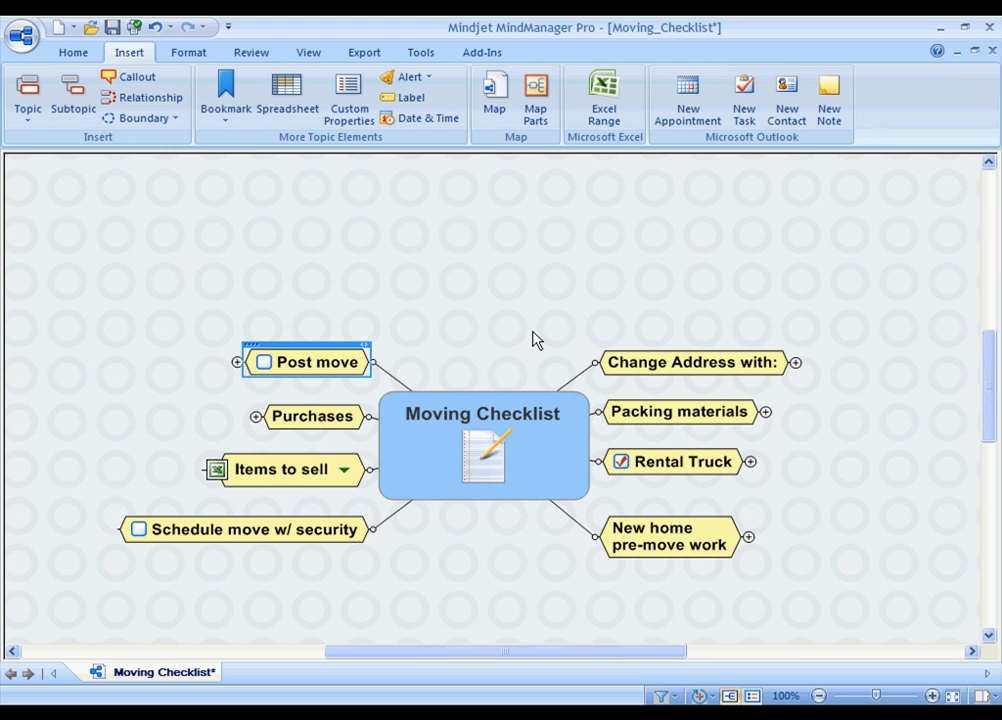 Mindjet MindManager Pro - [Moving_Checklist*]
Home Insert Format Review View Export Tools Add-Ins
Topic
Subtopic
Callout
Relationship
Boundary
Insert
Bookmark
Spreadsheet
Custom
Properties
Alert
Label
Date & Time
More Topic Elements
Map
Map
Parts
Map
Excel
Range
Microsoft Excel
New
Appointment
New
Task
New
Contact
New
Note
Microsoft Outlook
Post move
Purchases
Items to sell
Schedule move w/ security
Moving Checklist
Change Address with:
Packing materials
Rental Truck
New home
pre-move work
Moving Checklist*
100%